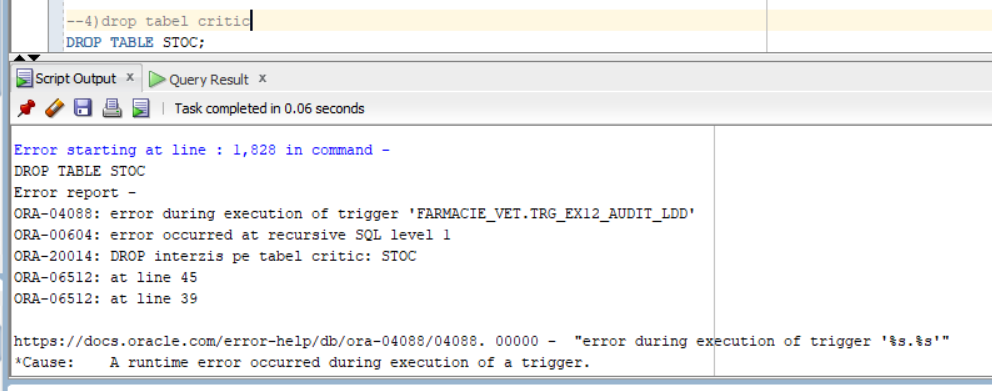 --4)drop tabel critic
DROP TABLE STOC;
Script Output x Query Result x
Task completed in 0.06 seconds
Error starting at line : 1,828 in command -
DROP TABLE STOC
Error report -
ORA-04088: error during execution of trigger 'FARMACIE_VET.TRG_EX12_AUDIT_LDD'
ORA-00604: error occurred at recursive SQL level 1
ORA-20014: DROP interzis pe tabel critic: STOC
ORA-06512: at line 45
ORA-06512: at line 39
https://docs.oracle.com/error-help/db/ora-04088/04088. 00000 -  "error during execution of trigger '%s.%s'"
*Cause:    A runtime error occurred during execution of a trigger.